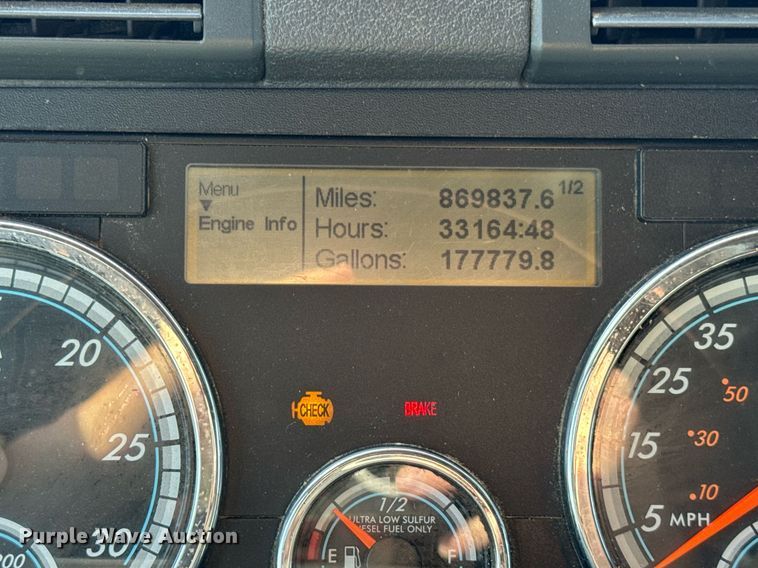 Menu
Engine Info
Miles: 869837.6 1/2
Hours: 33164:48
Gallons: 177779.8
20
25
30
CHECK
BRAKE
35
25
50
15
30
10
5 MPH
1/2
ULTRA LOW SULFUR
DIESEL FUEL ONLY
E F
200
Purple Wave Auction